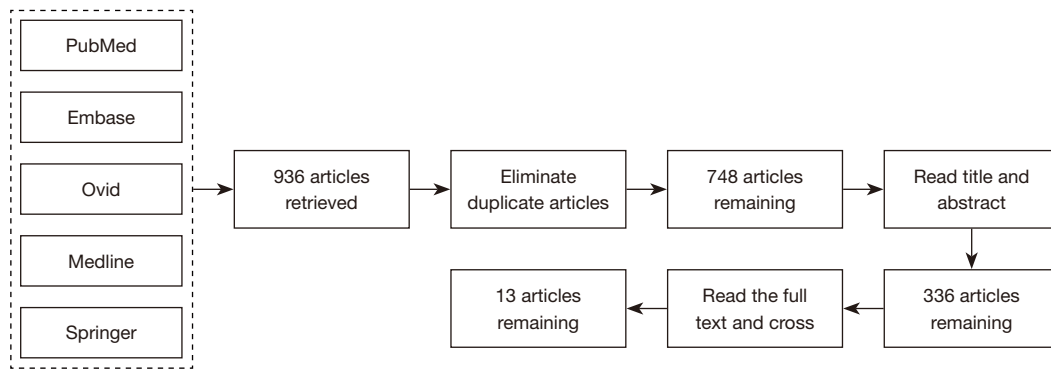 PubMed
Embase
Ovid
Medline
Springer
936 articles
retrieved
Eliminate
duplicate articles
748 articles
remaining
Read title and
abstract
336 articles
remaining
Read the full
text and cross
13 articles
remaining